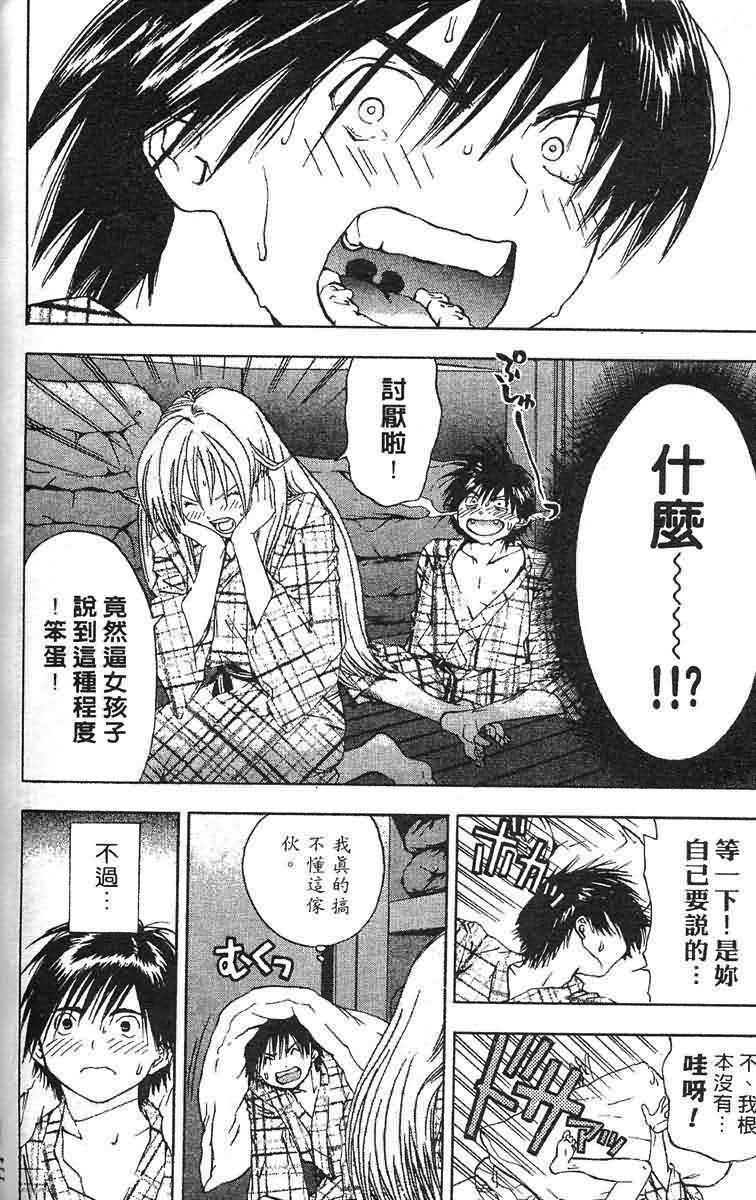 什麼~~~~~!!?
ぷしゅ~
討厭啦！
竟然逼女孩子
說到這種程度
！笨蛋！
等一下！是妳
自己要說的…
ボカッ
不、我根
本沒有…
哇呀！
ドサァッ
我真的搞
不懂這傢
伙。
むくっ
不過…